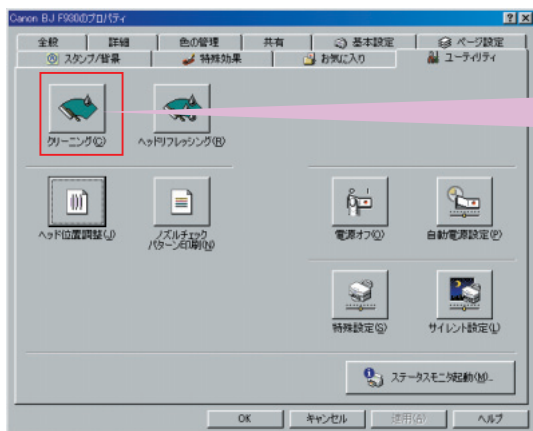 Canon BJ F930のプロパティ
全般 詳細 色の管理 共有 基本設定 ページ設定
スタンプ/背景 特殊効果 お気に入り ユーティリティ
クリーニング(C) ヘッドリフレッシング(R)
ヘッド位置調整(J) ノズルチェック
パターン印刷(N) 電源オフ(O) 自動電源設定(P)
特殊設定(S) サイレント設定(L)
ステータスモニタ起動(M)...
OK キャンセル 適用(A) ヘルプ